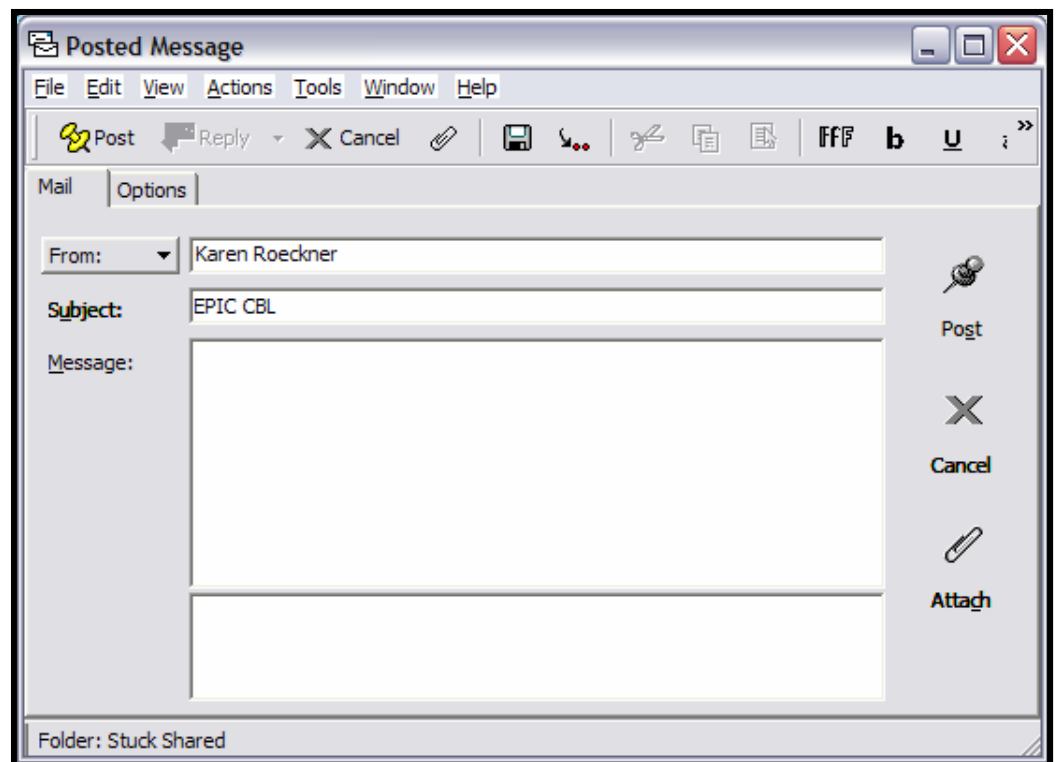 Posted Message
File Edit View Actions Tools Window Help
Post Reply Cancel FfF b U »
Mail Options
From: Karen Roeckner
Subject: EPIC CBL
Message:
Post
Cancel
Attach
Folder: Stuck Shared